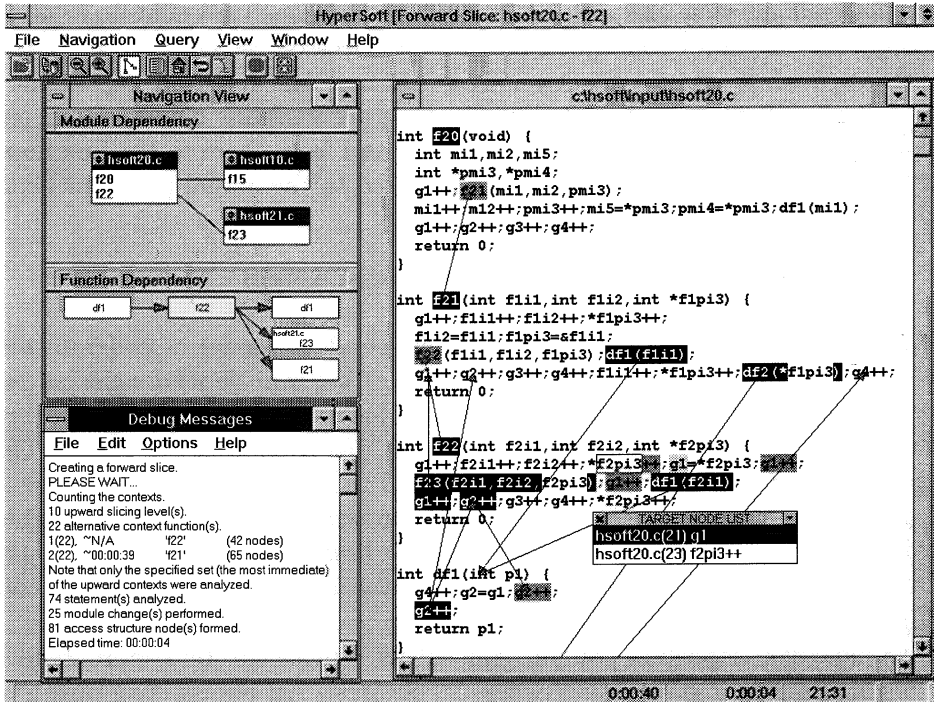 HyperSoft [Forward Slice: hsoft20.c - f22]
File Navigation Query View Window Help
Navigation View
Module Dependency
hsoft20.c
f20
f22
hsoft10.c
f15
hsoft21.c
f23
Function Dependency
df1
f22
df1
hsoft21.c
f23
f21
Debug Messages
File Edit Options Help
Creating a forward slice.
PLEASE WAIT...
Counting the contexts.
10 upward slicing level(s).
22 alternative context function(s).
1(22), ~N/A 'f22' (42 nodes)
2(22), ~00:00:39 'f21' (65 nodes)
Note that only the specified set (the most immediate)
of the upward contexts were analyzed.
74 statement(s) analyzed.
25 module change(s) performed.
81 access structure node(s) formed.
Elapsed time: 00:00:04
c:\hsoft\input\hsoft20.c
int f20(void) {
int mi1,mi2,mi5;
int *pmi3,*pmi4;
g1++;f21(mi1,mi2,pmi3);
mi1++;m12++;pmi3++;mi5=*pmi3;pmi4=*pmi3;df1(mi1);
g1++;g2++;g3++;g4++;
return 0;
}
int f21(int f1i1,int f1i2,int *f1pi3) {
g1++;f1i1++;f1i2++;*f1pi3++;
f1i2=f1i1;f1pi3=&f1i1;
f22(f1i1,f1i2,f1pi3);df1(f1i1);
g1++;g2++;g3++;g4++;f1i1++;*f1pi3++;df2(*f1pi3);g4++;
return 0;
}
int f22(int f2i1,int f2i2,int *f2pi3) {
g1++;f2i1++;f2i2++;*f2pi3++;g1=*f2pi3;g1++;
f23(f2i1,f2i2,f2pi3);g1++;df1(f2i1);
g1++;g2++;g3++;g4++;*f2pi3++;
return 0;
}
TARGET NODE LIST
hsoft20.c(21) g1
hsoft20.c(23) f2pi3++
int df1(int p1) {
g4++;g2=g1;g2++;
g2++;
return p1;
}
0:00:40 0:00:04 21:31